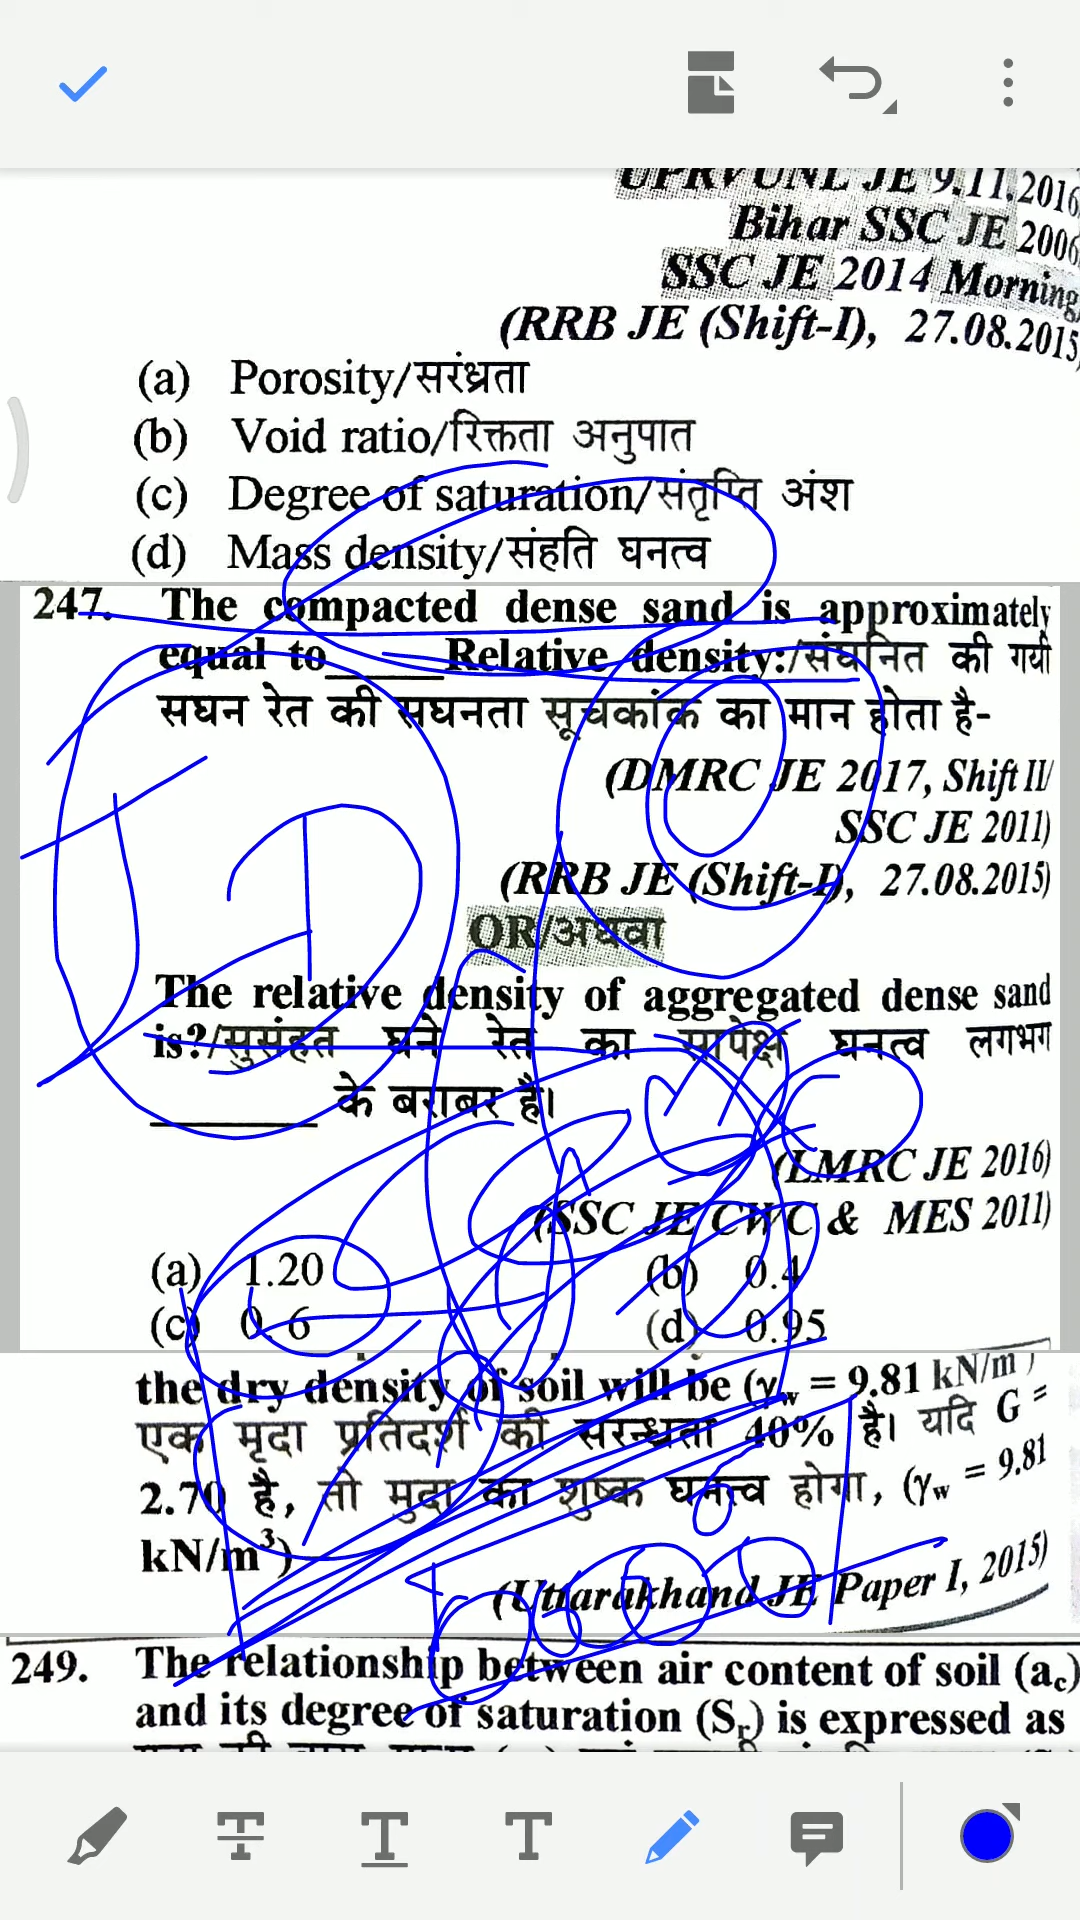 UPRVUNL JE 9.11.2016
Bihar SSC JE 2006
SSC JE 2014 Morning
(RRB JE (Shift-I), 27.08.2015)
(a) Porosity/सरंध्रता
(b) Void ratio/रिक्तता अनुपात
(c) Degree of saturation/संतृप्ति अंश
(d) Mass density/संहति घनत्व
247. The compacted dense sand is approximately
equal to______Relative density:/संघनित की गयी
सघन रेत की सघनता सूचकांक का मान होता है-
(DMRC JE 2017, Shift II/
SSC JE 2011)
(RRB JE (Shift-I), 27.08.2015)
OR/अथवा
The relative density of aggregated dense sand
is?/सुसंहत घने रेत का सापेक्ष घनत्व लगभग
________ के बराबर है।
(LMRC JE 2016)
(SSC JE CWC & MES 2011)
(a) 1.20 (b) 0.4
(c) 0.6 (d) 0.95
the dry density of soil will be (γw = 9.81 kN/m )
एक मृदा प्रतिदर्श की सरन्ध्रता 40% है। यदि G =
2.70 है, तो मृदा का शुष्क घनत्व होगा, (γw = 9.81
kN/m³)
(Uttarakhand JE Paper I, 2015)
249. The relationship between air content of soil (ac)
and its degree of saturation (Sr) is expressed as